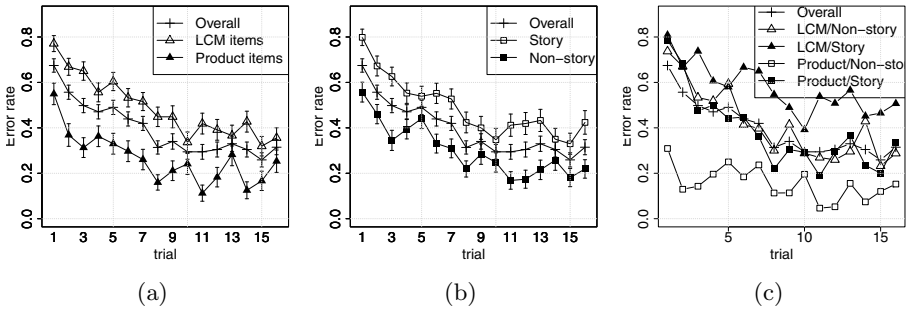 Overall
LCM items
Product items
Error rate
0.0 0.2 0.4 0.6 0.8
1 3 5 7 9 11 13 15
trial
(a)
Overall
Story
Non-story
Error rate
0.0 0.2 0.4 0.6 0.8
1 3 5 7 9 11 13 15
trial
(b)
Overall
LCM/Non-story
LCM/Story
Product/Non-sto
Product/Story
Error rate
0.0 0.2 0.4 0.6 0.8
5 10 15
trial
(c)